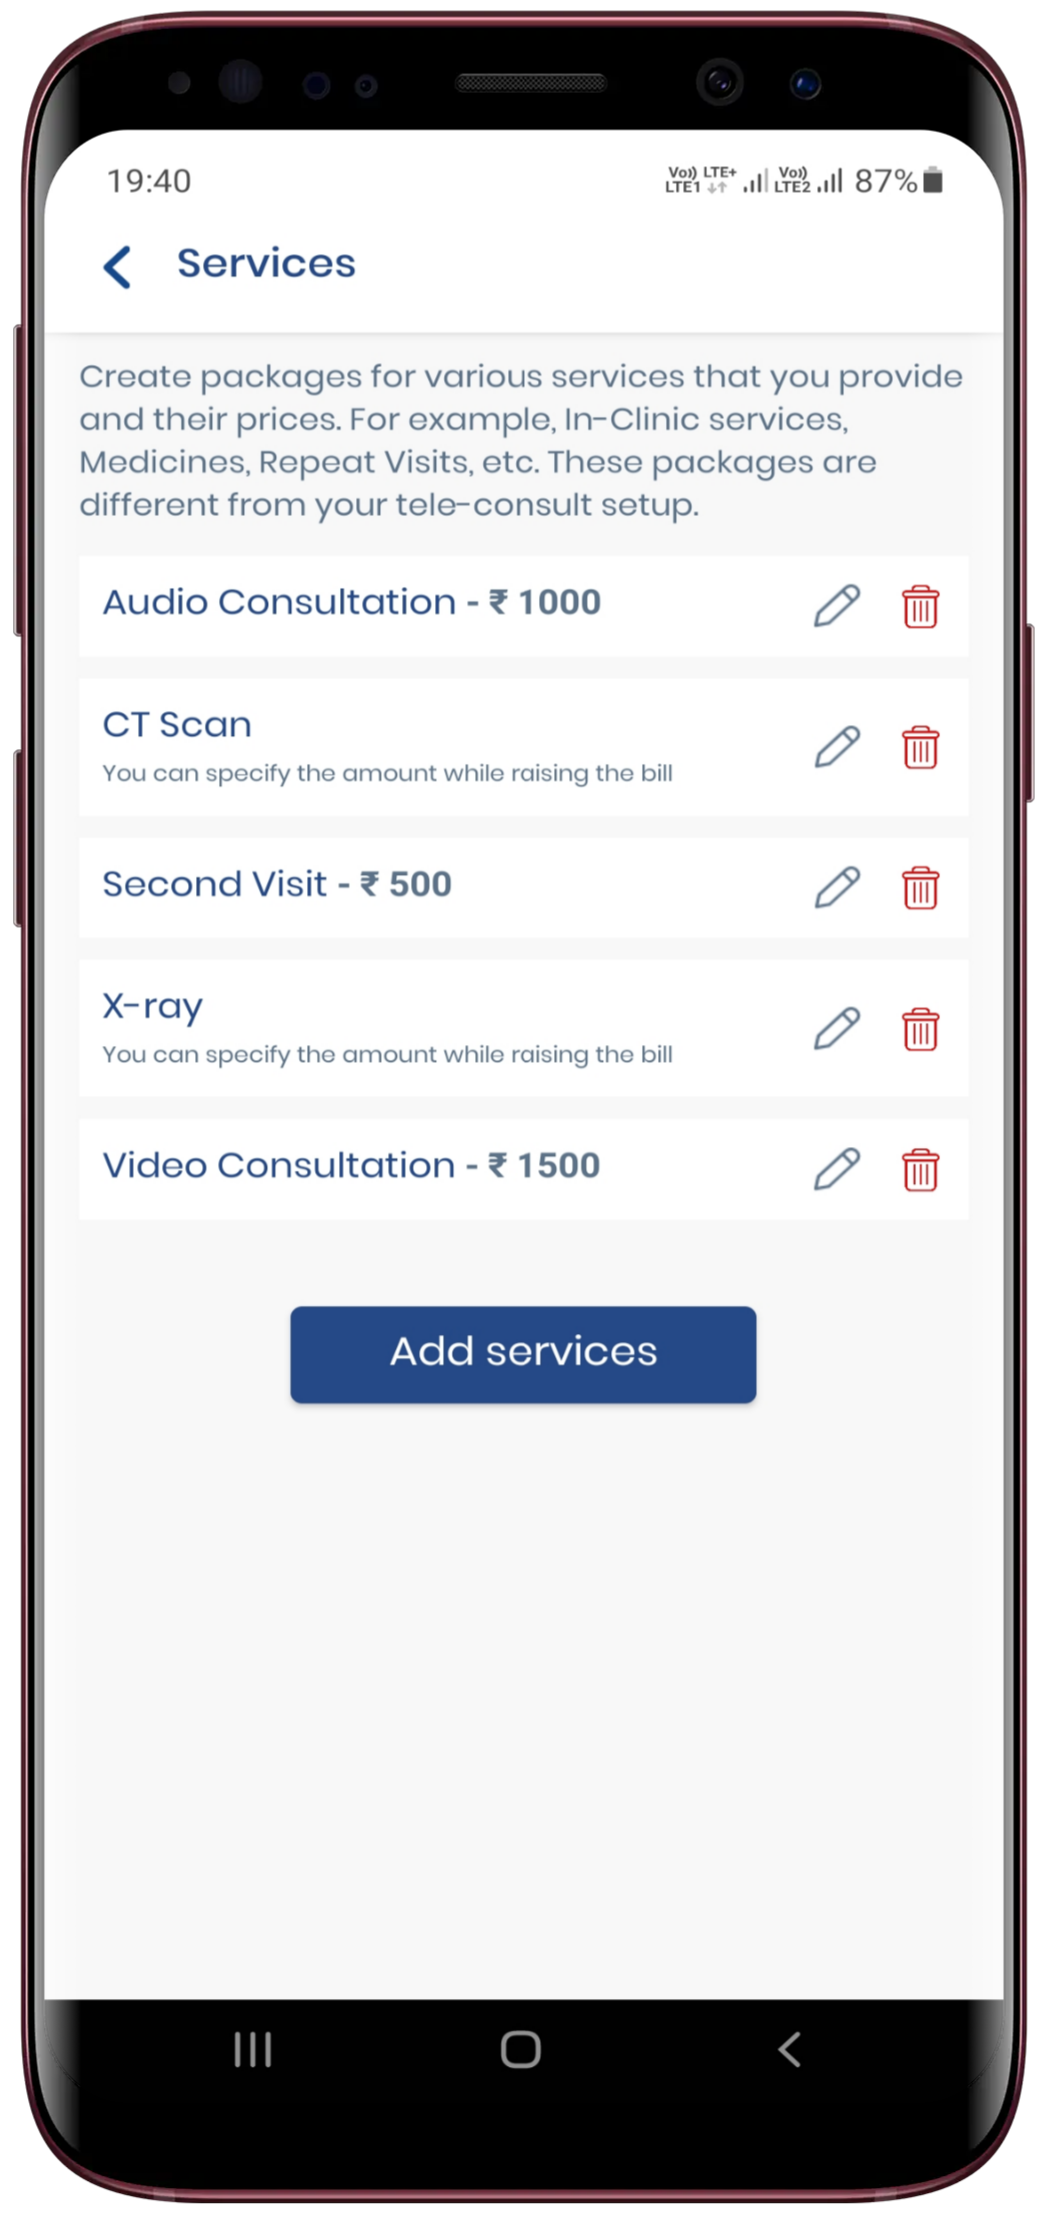 19:40
Vo)) LTE+ Vo)) 87%
LTE1 LTE2
Services
Create packages for various services that you provide
and their prices. For example, In-Clinic services,
Medicines, Repeat Visits, etc. These packages are
different from your tele-consult setup.
Audio Consultation - ₹ 1000
CT Scan
You can specify the amount while raising the bill
Second Visit - ₹ 500
X-ray
You can specify the amount while raising the bill
Video Consultation - ₹ 1500
Add services